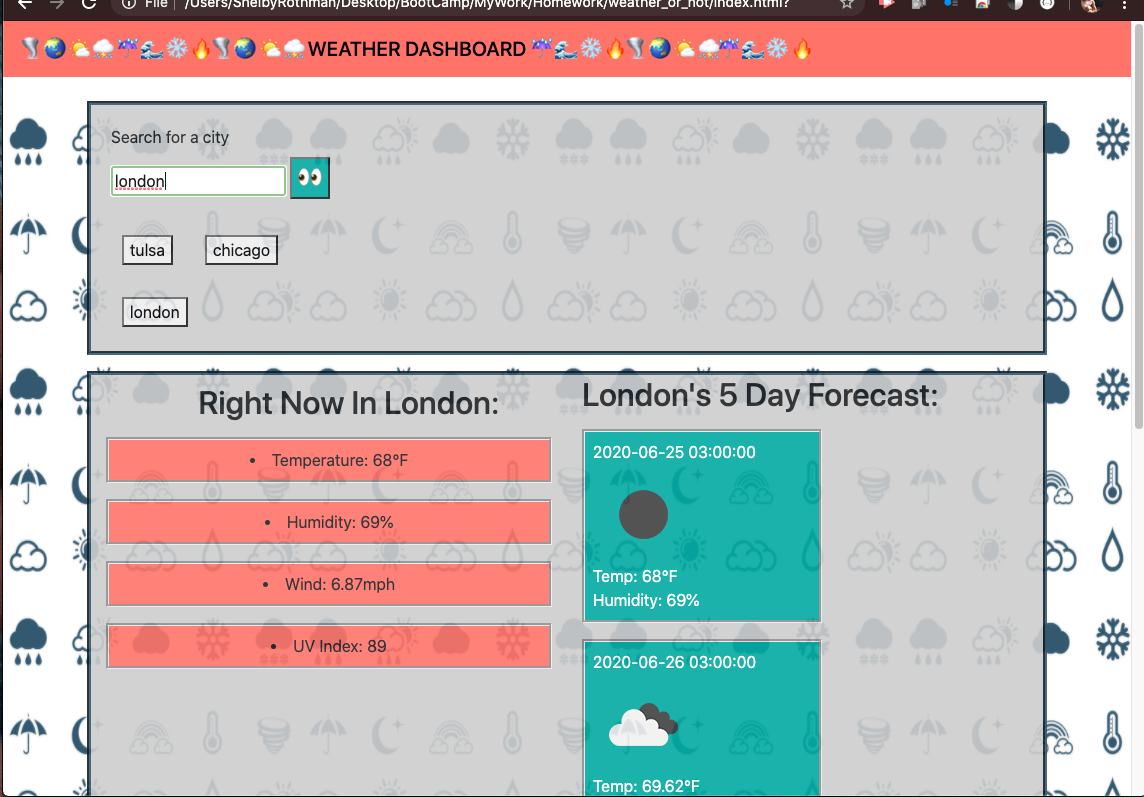 File /Users/ShelbyRothman/Desktop/BootCamp/MyWork/Homework/weather_or_not/index.html?
WEATHER DASHBOARD
Search for a city
london
tulsa chicago
london
Right Now In London:
• Temperature: 68°F
• Humidity: 69%
• Wind: 6.87mph
• UV Index: 89
London's 5 Day Forecast:
2020-06-25 03:00:00
Temp: 68°F
Humidity: 69%
2020-06-26 03:00:00
Temp: 69.62°F